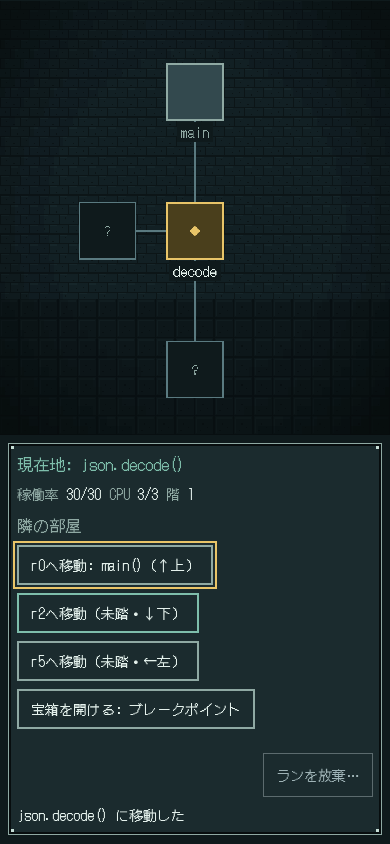 main
?
decode
?
現在地: json.decode()
稼働率 30/30 CPU 3/3 階 1
隣の部屋
r0へ移動: main() (↑上)
r2へ移動 (未踏・↓下)
r5へ移動 (未踏・←左)
宝箱を開ける: ブレークポイント
ランを放棄…
json.decode() に移動した